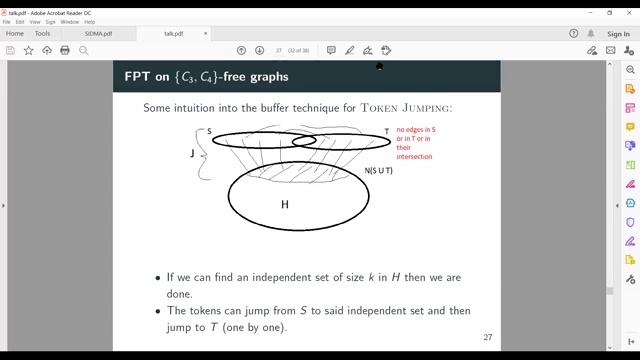 talk.pdf - Adobe Acrobat Reader DC
File Edit View Sign Window Help
Home Tools SIDMA.pdf talk.pdf × Sign In
27 (32 of 38)
FPT on {C₃, C₄}-free graphs
Some intuition into the buffer technique for TOKEN JUMPING:
S T
no edges in S
or in T or in
their
intersection
J
N(S U T)
H
• If we can find an independent set of size k in H then we are
done.
• The tokens can jump from S to said independent set and then
jump to T (one by one).
27